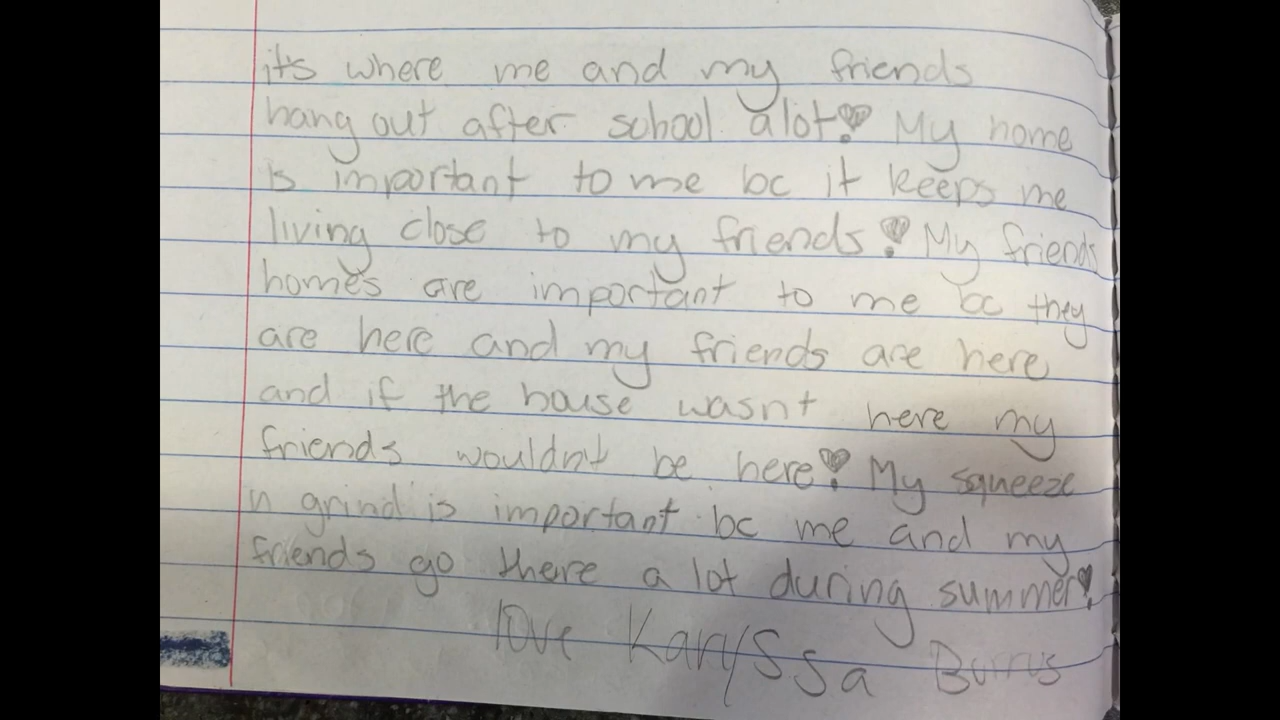 it's where me and my friends
hang out after school alot!
My home
is important to me bc it keeps me
living close to my friends! My friends
homes are important to me bc they
are here and my friends are here
and if the house wasnt here my
friends wouldn't be here! My squeeze
n grind is important bc me and my
friends go there a lot during summer!
love Karyssa Burrus